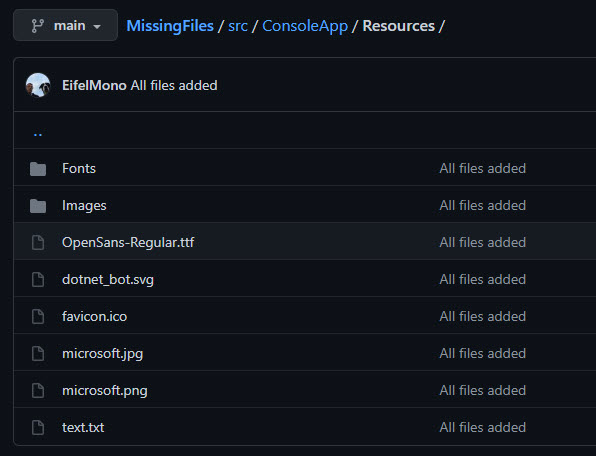 main MissingFiles / src / ConsoleApp / Resources /
EifelMono All files added
..
Fonts All files added
Images All files added
OpenSans-Regular.ttf All files added
dotnet_bot.svg All files added
favicon.ico All files added
microsoft.jpg All files added
microsoft.png All files added
text.txt All files added